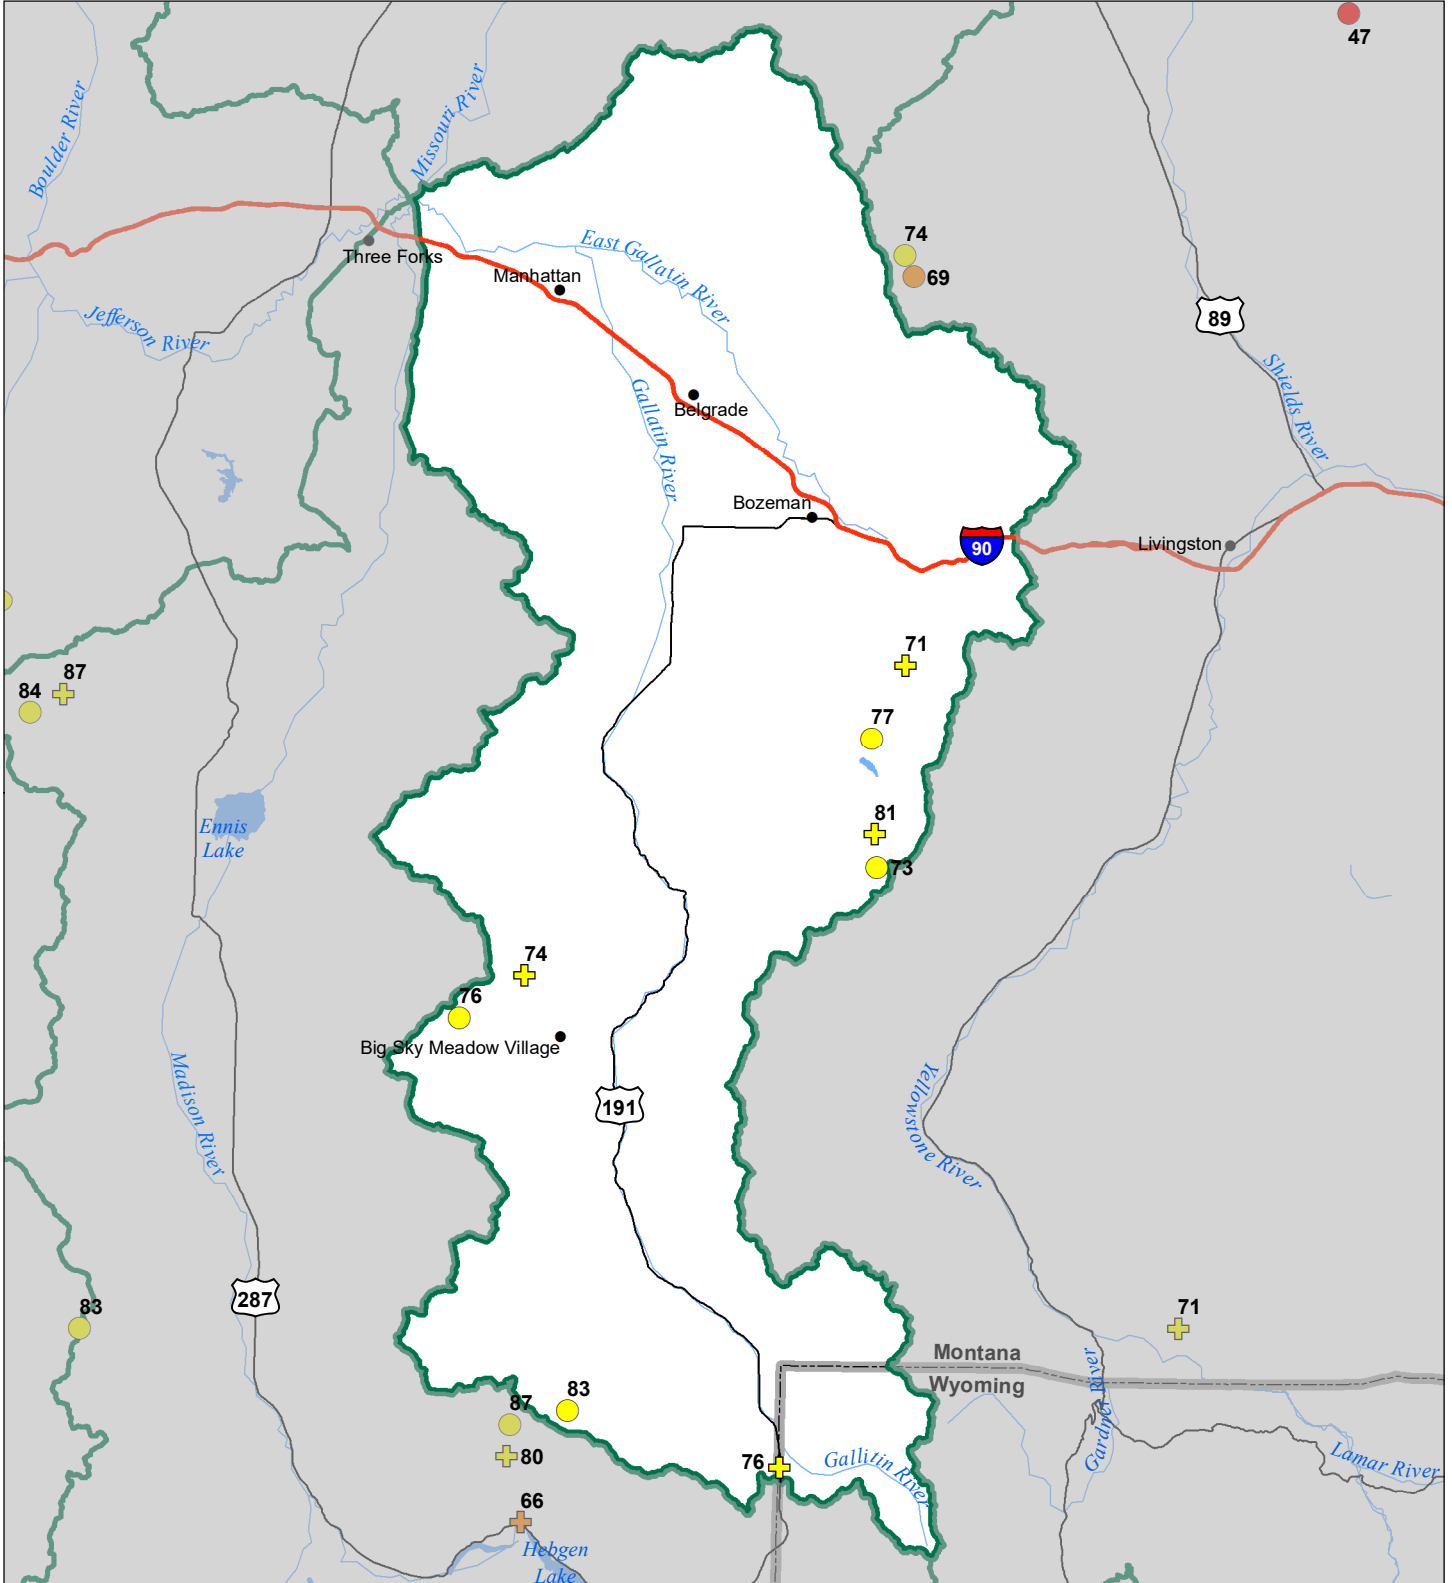 47
Boulder River
Missouri River
74
69
East Gallatin River
Three Forks
Manhattan
89
Jefferson River
Shields River
Gallatin River
Belgrade
Bozeman
90
Livingston
71
87
84
77
81
73
Ennis
Lake
74
76
Big Sky Meadow Village
Madison River
191
Yellowstone River
287
83
71
Montana
Wyoming
Gardner River
83
87
80
76
Gallitin River
Lamar River
66
Hebgen
Lake